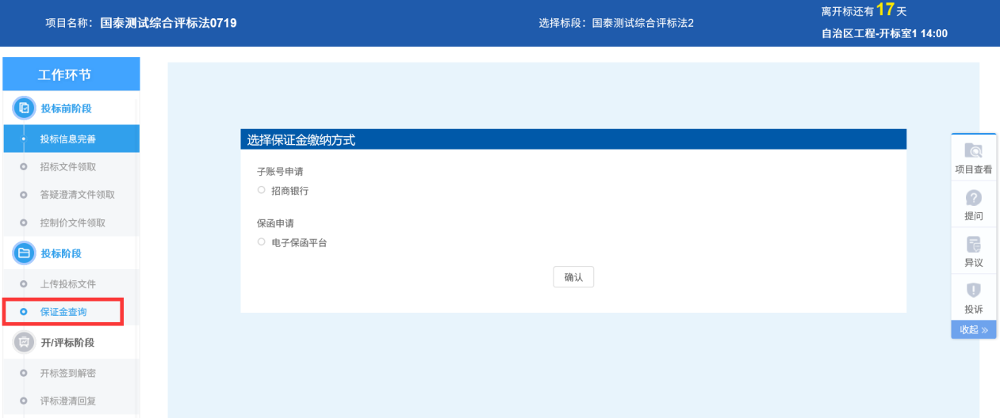 项目名称：国泰测试综合评标法0719
选择标段：国泰测试综合评标法2
离开标还有17天
自治区工程-开标室1 14:00
工作环节
投标前阶段
投标信息完善
招标文件领取
答疑澄清文件领取
控制价文件领取
投标阶段
上传投标文件
保证金查询
开/评标阶段
开标签到解密
评标澄清回复
选择保证金缴纳方式
子账号申请
招商银行
保函申请
电子保函平台
确认
项目查看
提问
异议
投诉
收起 »